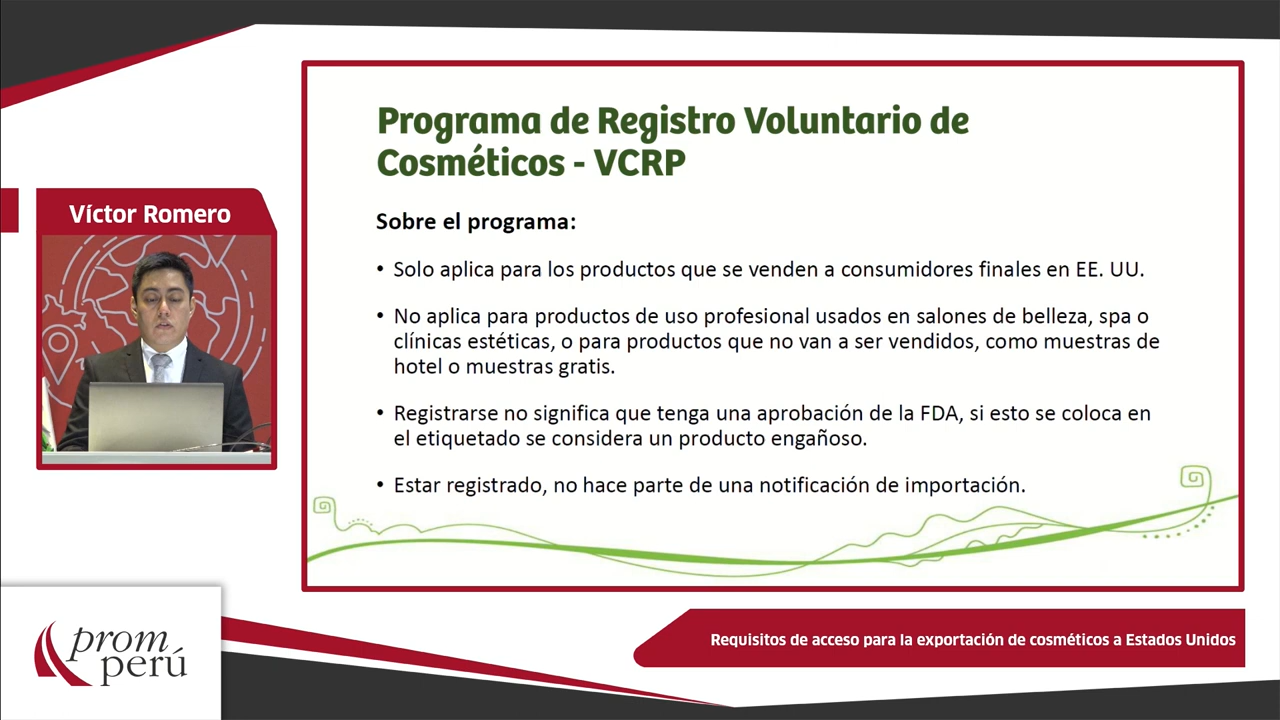 Programa de Registro Voluntario de
Cosméticos - VCRP
Víctor Romero
Sobre el programa:
• Solo aplica para los productos que se venden a consumidores finales en EE. UU.
• No aplica para productos de uso profesional usados en salones de belleza, spa o
clínicas estéticas, o para productos que no van a ser vendidos, como muestras de
hotel o muestras gratis.
• Registrarse no significa que tenga una aprobación de la FDA, si esto se coloca en
el etiquetado se considera un producto engañoso.
• Estar registrado, no hace parte de una notificación de importación.
prom
perú
Requisitos de acceso para la exportación de cosméticos a Estados Unidos